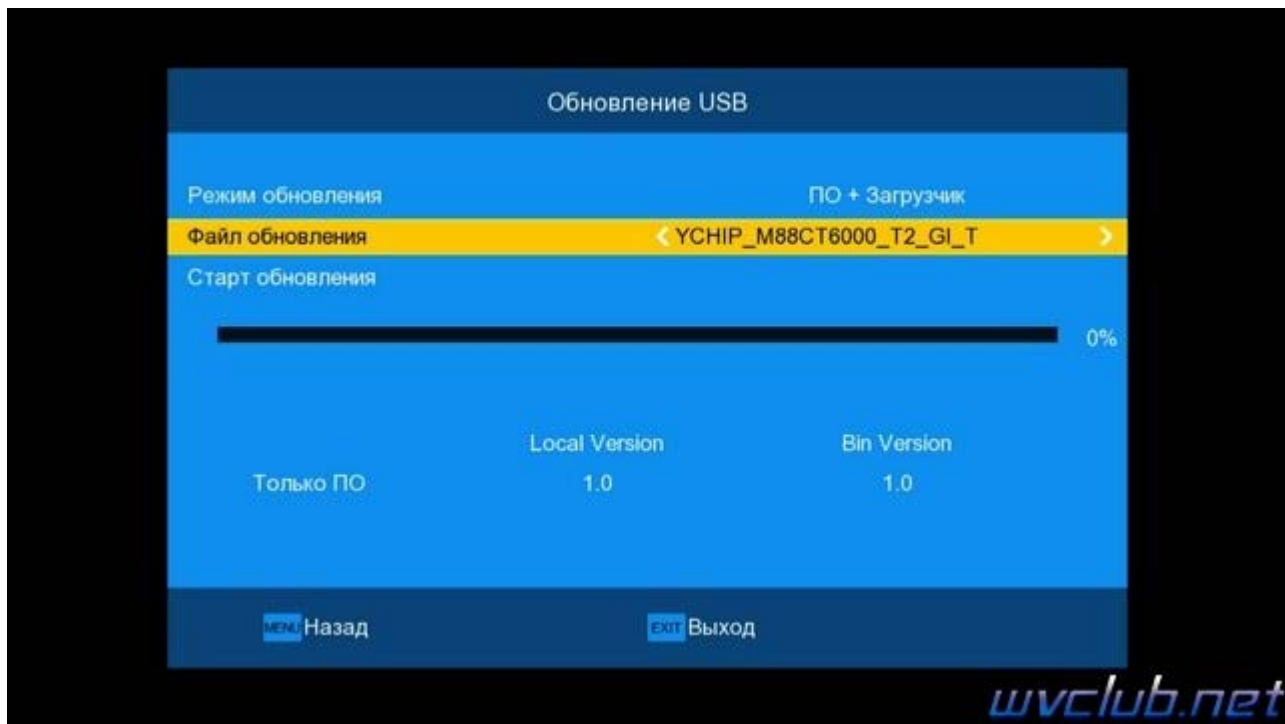 Обновление USB
Режим обновления ПО + Загрузчик
Файл обновления < YCHIP_M88CT6000_T2_GI_T >
Старт обновления
0%
Local Version Bin Version
Только ПО 1.0 1.0
MENU Назад EXIT Выход
wvclub.net